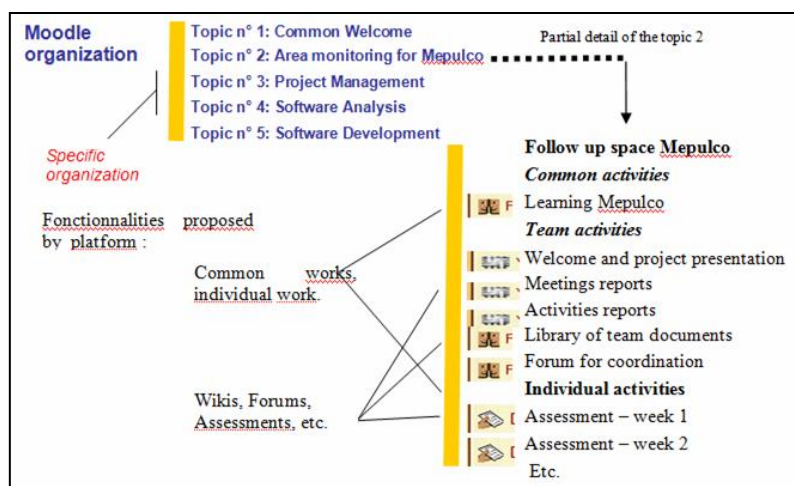 Moodle
organization
Topic n° 1: Common Welcome
Topic n° 2: Area monitoring for Mepulco
Topic n° 3: Project Management
Topic n° 4: Software Analysis
Topic n° 5: Software Development
Partial detail of the topic 2
Specific
organization
Fonctionnalities proposed
by platform :
Common works,
individual work.
Wikis, Forums,
Assessments, etc.
Follow up space Mepulco
Common activities
F Learning Mepulco
Team activities
Welcome and project presentation
Meetings reports
Activities reports
F Library of team documents
F Forum for coordination
Individual activities
Assessment – week 1
Assessment – week 2
Etc.